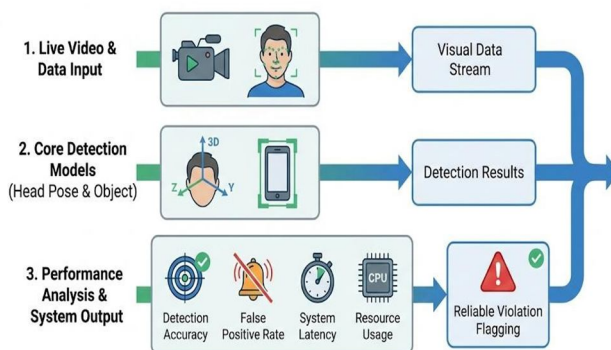 1. Live Video &
Data Input
Visual Data
Stream
2. Core Detection
Models
(Head Pose & Object)
3D
Z
Y
Detection Results
3. Performance
Analysis &
System Output
Detection
Accuracy
False
Positive Rate
System
Latency
CPU
Resource
Usage
Reliable Violation
Flagging